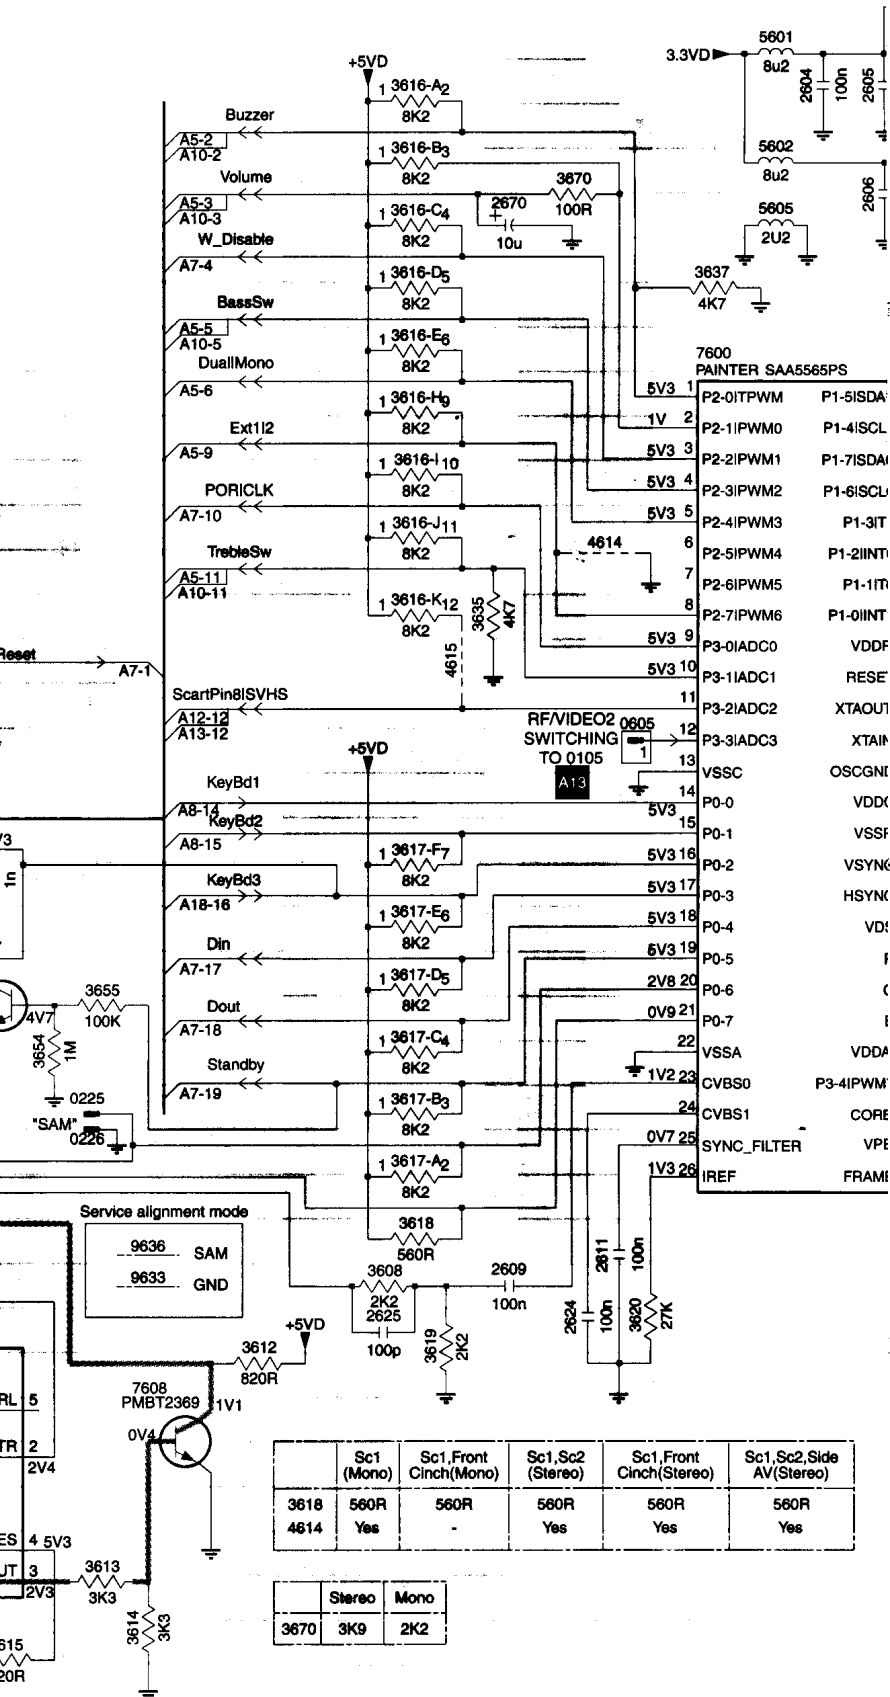 5601
3.3VD
8u2
2604
100n
2605
+5VD
1 3616-A2
8K2
Buzzer
A5-2
A10-2
1 3616-B3
8K2
5602
8u2
2606
Volume
A5-3
A10-3
2670
+
10u
3670
100R
1 3616-C4
8K2
5605
2U2
W_Disable
A7-4
1 3616-D5
8K2
3637
4K7
BassSw
A5-5
A10-5
1 3616-E6
8K2
DualIMono
A5-6
1 3616-H9
8K2
Ext1I2
A5-9
1 3616-I10
8K2
PORICLK
A7-10
1 3616-J11
8K2
TrebleSw
A5-11
A10-11
1 3616-K12
8K2
3635
4K7
4614
4615
Reset
A7-1
ScartPin8ISVHS
A12-12
A13-12
RF/VIDEO2
SWITCHING
TO 0105
A13
0605
1
7600
PAINTER SAA5565PS
5V3 1 P2-0ITPWM P1-5ISDA
1V 2 P2-1IPWM0 P1-4ISCL
5V3 3 P2-2IPWM1 P1-7ISDA
5V3 4 P2-3IPWM2 P1-6ISCL
5V3 5 P2-4IPWM3 P1-3IT
6 P2-5IPWM4 P1-2IINT
7 P2-6IPWM5 P1-1IT
8 P2-7IPWM6 P1-0IINT
5V3 9 P3-0IADC0 VDDP
5V3 10 P3-1IADC1 RESET
11 P3-2IADC2 XTAOUT
12 P3-3IADC3 XTAIN
13 VSSC OSCGND
14 5V3 P0-0 VDDC
15 P0-1 VSSP
5V3 16 P0-2 VSYNC
5V3 17 P0-3 HSYNC
5V3 18 P0-4 VDS
5V3 19 P0-5
2V8 20 P0-6
0V9 21 P0-7
22 VSSA VDDA
1V2 23 CVBS0 P3-4IPWM
24 CVBS1 COR
0V7 25 SYNC_FILTER VPE
1V3 26 IREF FRAME
+5VD
KeyBd1
A8-14
KeyBd2
A8-15
1 3617-F7
8K2
KeyBd3
A18-16
1 3617-E6
8K2
Din
A7-17
1 3617-D5
8K2
Dout
A7-18
1 3617-C4
8K2
Standby
A7-19
1 3617-B3
8K2
1 3617-A2
8K2
3618
560R
V3
1n
3655
100K
4V7
3654
1M
0225
"SAM"
0226
Service alignment mode
9636 SAM
9633 GND
3608
2K2
2625
100p
3619
2K2
2609
100n
2611
100n
2624
100n
3620
27K
+5VD
3612
820R
7608
PMBT2369
1V1
0V4
RL 5
TR 2
2V4
ES 4 5V3
UT 3
2V3
3613
3K3
3614
3K3
615
20R
Sc1 (Mono) Sc1,Front Cinch(Mono) Sc1,Sc2 (Stereo) Sc1,Front Cinch(Stereo) Sc1,Sc2,Side AV(Stereo)
3618 560R 560R 560R 560R 560R
4614 Yes - Yes Yes Yes
Stereo Mono
3670 3K9 2K2